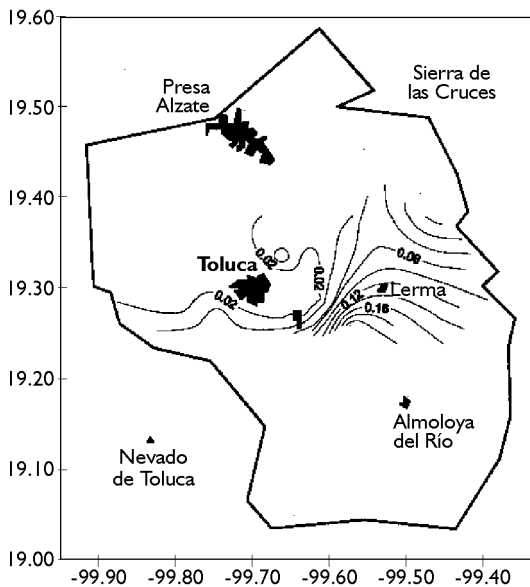 19.60
19.50
19.40
19.30
19.20
19.10
19.00
-99.90 -99.80 -99.70 -99.60 -99.50 -99.40
Presa
Alzate
Sierra de
las Cruces
Toluca
0.02
0.02
0.02
0.08
Lerma
0.12
0.16
Almoloya
del Río
Nevado
de Toluca